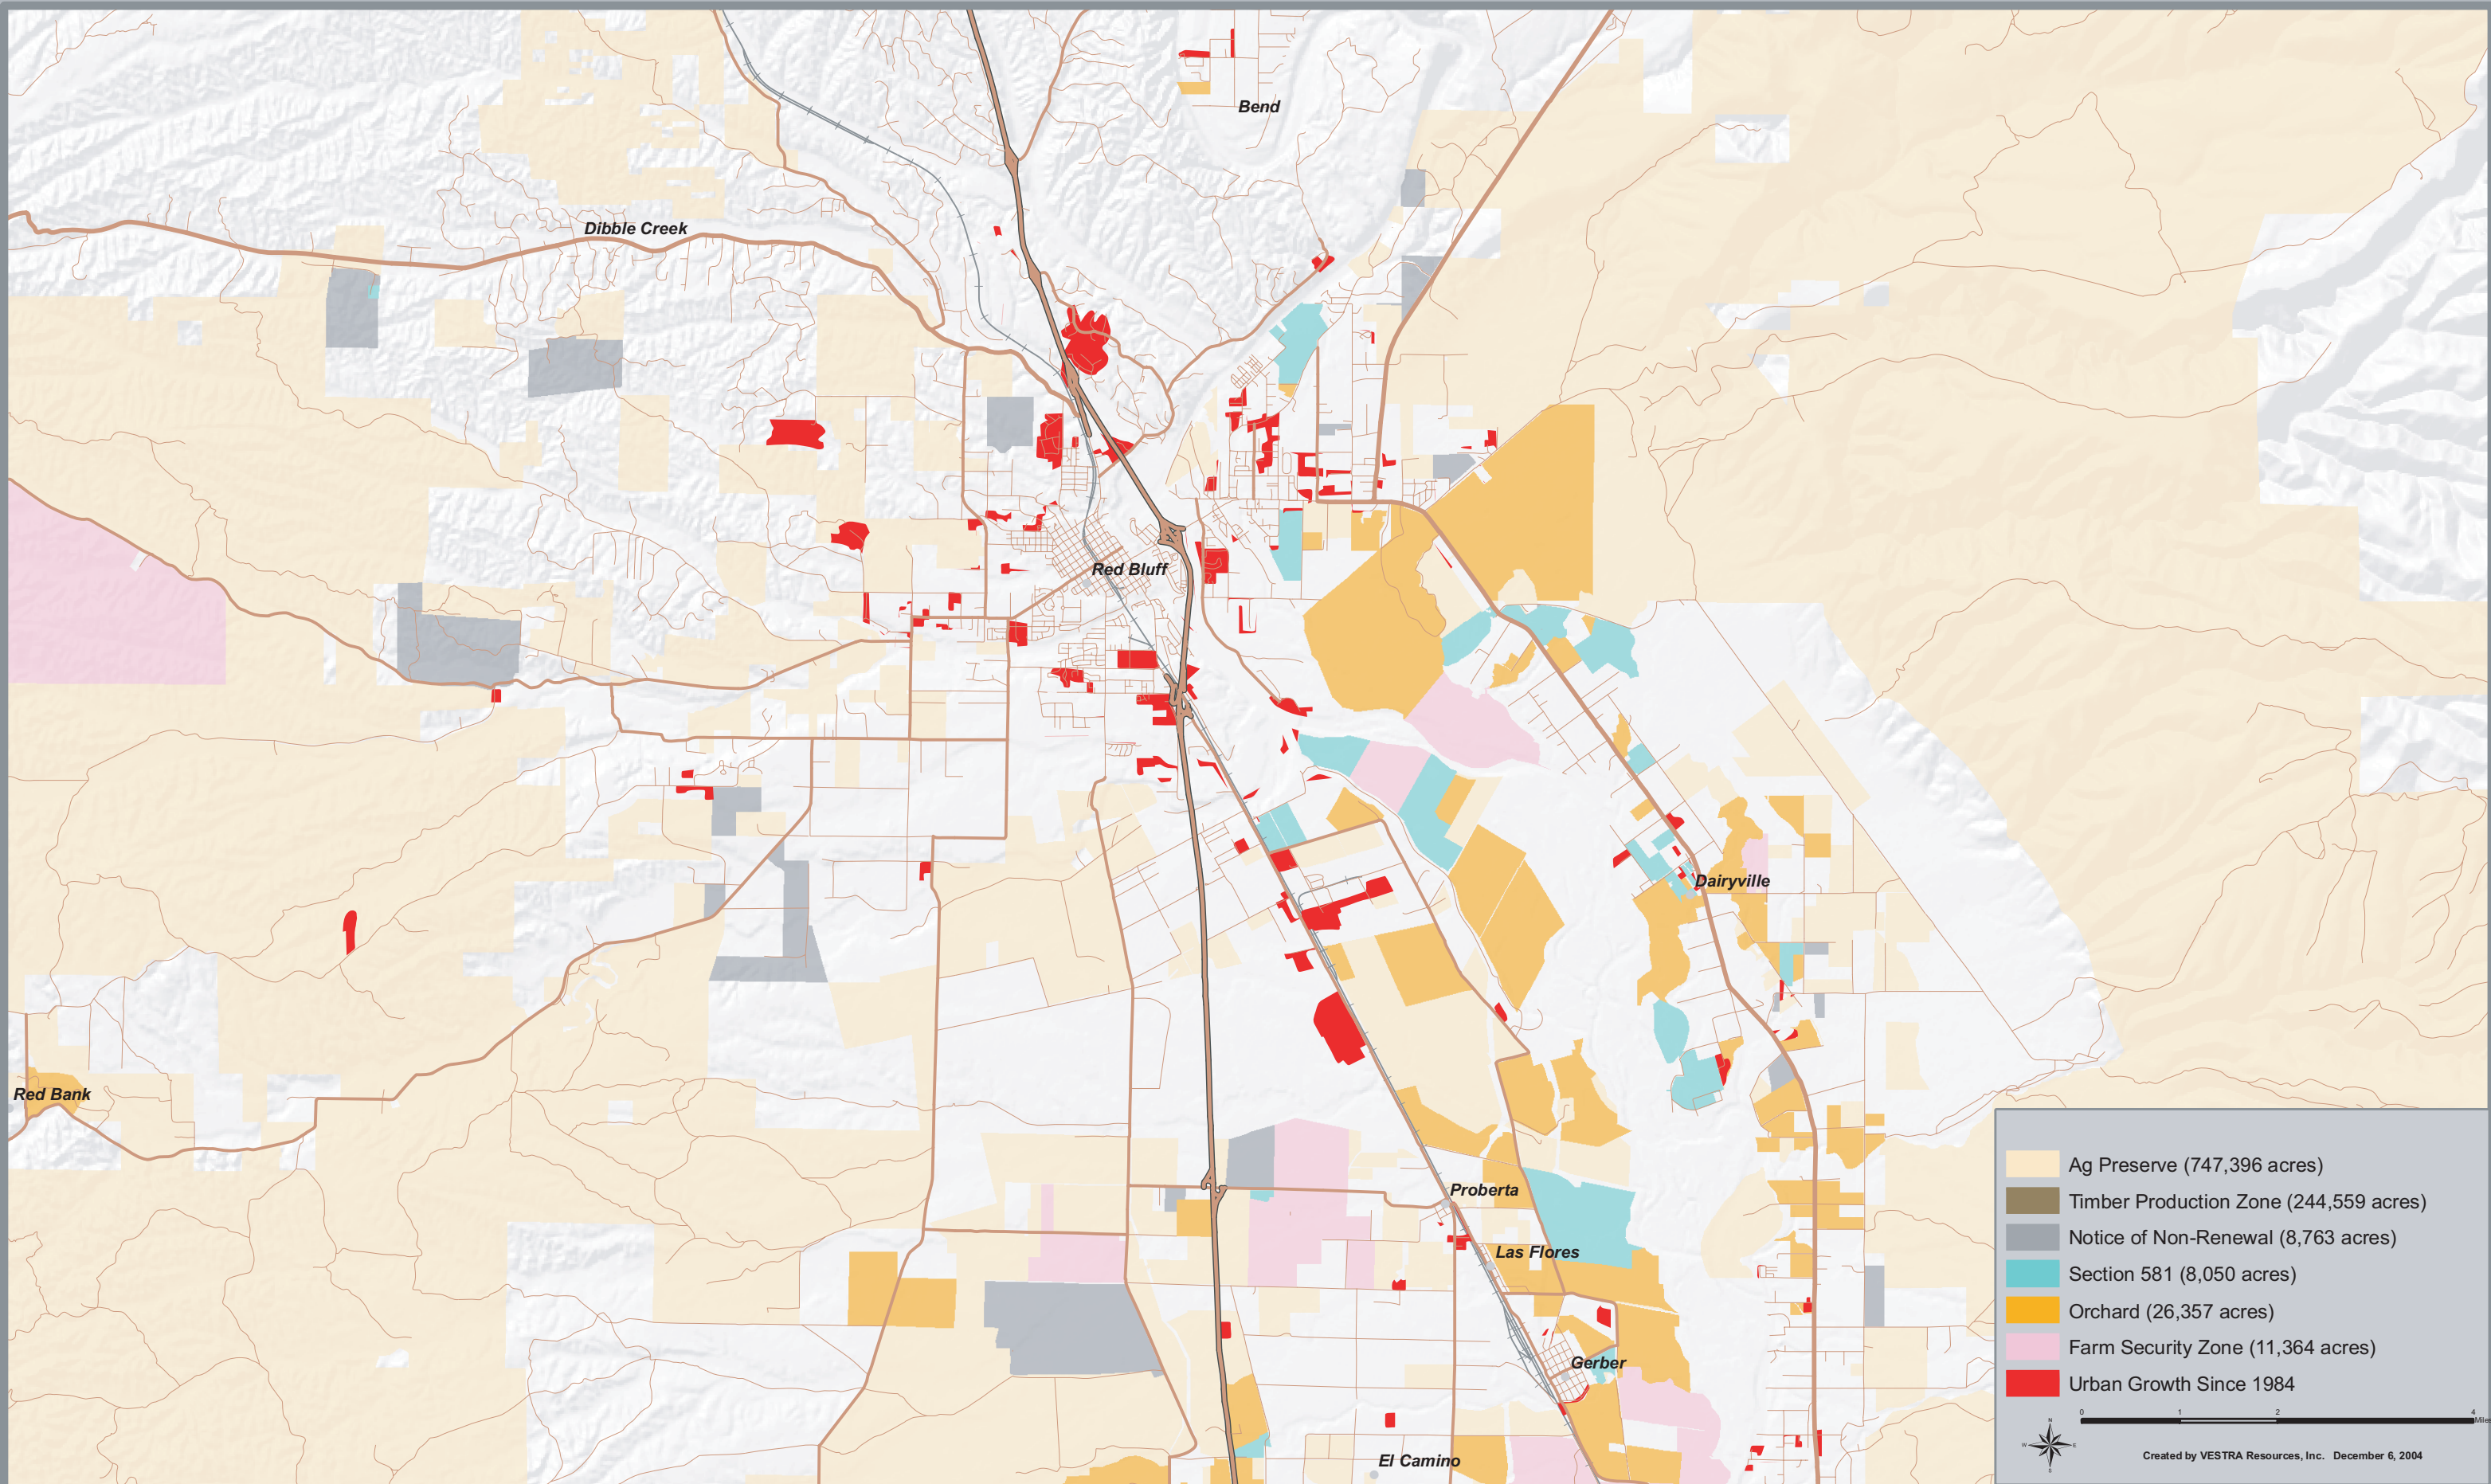 Bend
Dibble Creek
Red Bluff
Dairyville
Red Bank
Proberta
Las Flores
Gerber
El Camino
Ag Preserve (747,396 acres)
Timber Production Zone (244,559 acres)
Notice of Non-Renewal (8,763 acres)
Section 581 (8,050 acres)
Orchard (26,357 acres)
Farm Security Zone (11,364 acres)
Urban Growth Since 1984
0 1 2 4
Miles
N
W E
S
Created by VESTRA Resources, Inc. December 6, 2004